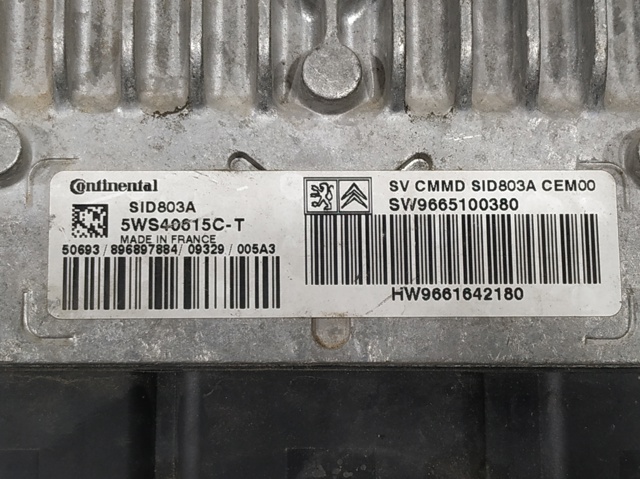 Continental
SID803A
5WS40615C-T
MADE IN FRANCE
50693 / 896897884 / 09329 / 005A3
SV CMMD SID803A CEM00
SW9665100380
HW9661642180